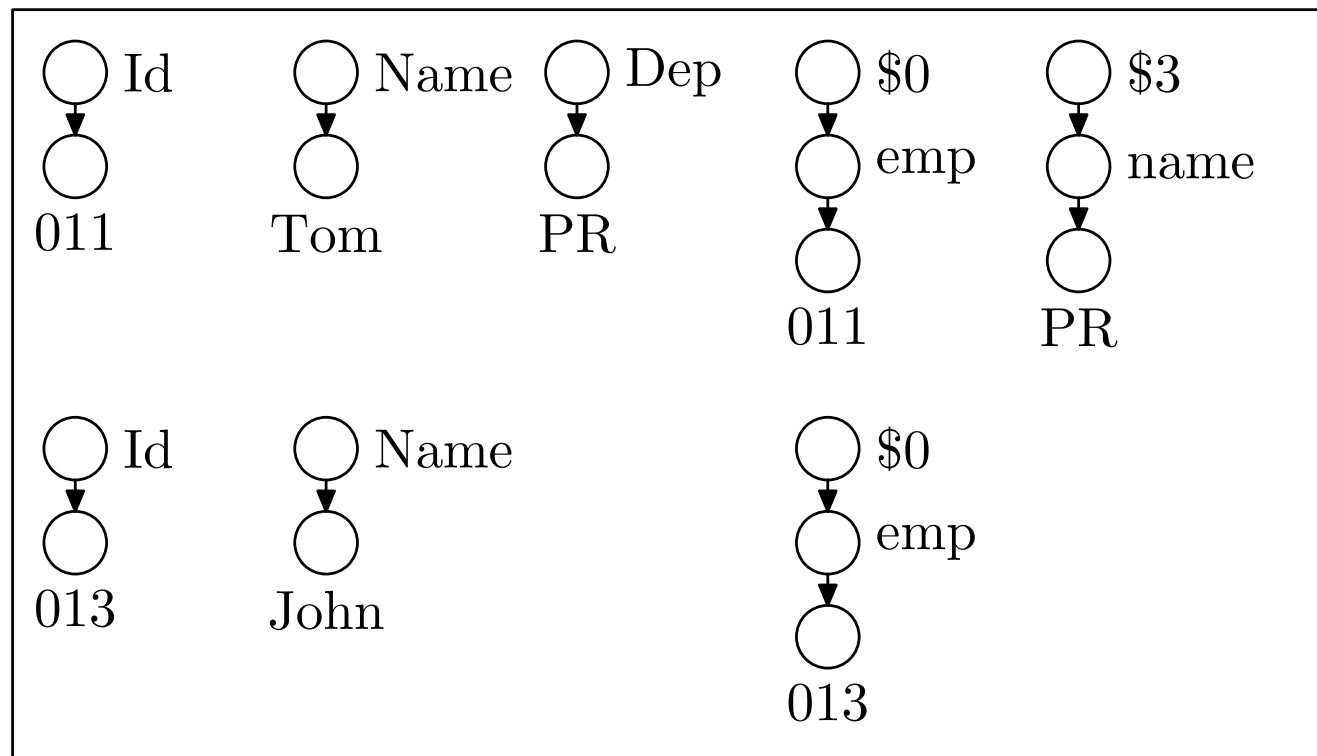 Id Name Dep $0 $3
emp name
011 Tom PR
011 PR
Id Name $0
emp
013 John
013